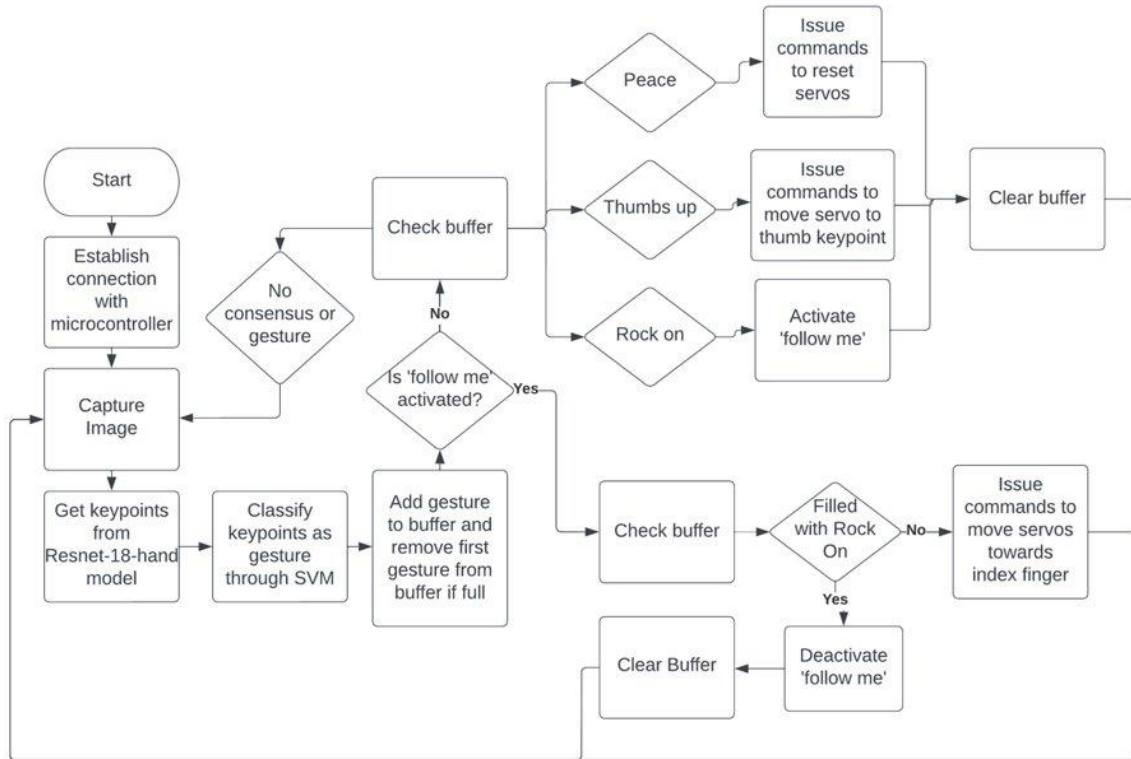 Start
Establish
connection
with
microcontroller
Capture
Image
Get keypoints
from
Resnet-18-hand
model
Classify
keypoints as
gesture
through SVM
Add gesture
to buffer and
remove first
gesture from
buffer if full
Is 'follow me'
activated?
No
Yes
Check buffer
No
consensus or
gesture
Peace
Thumbs up
Rock on
Issue
commands
to reset
servos
Issue
commands to
move servo to
thumb keypoint
Activate
'follow me'
Clear buffer
Check buffer
Filled
with Rock
On
No
Yes
Issue
commands to
move servos
towards
index finger
Deactivate
'follow me'
Clear Buffer